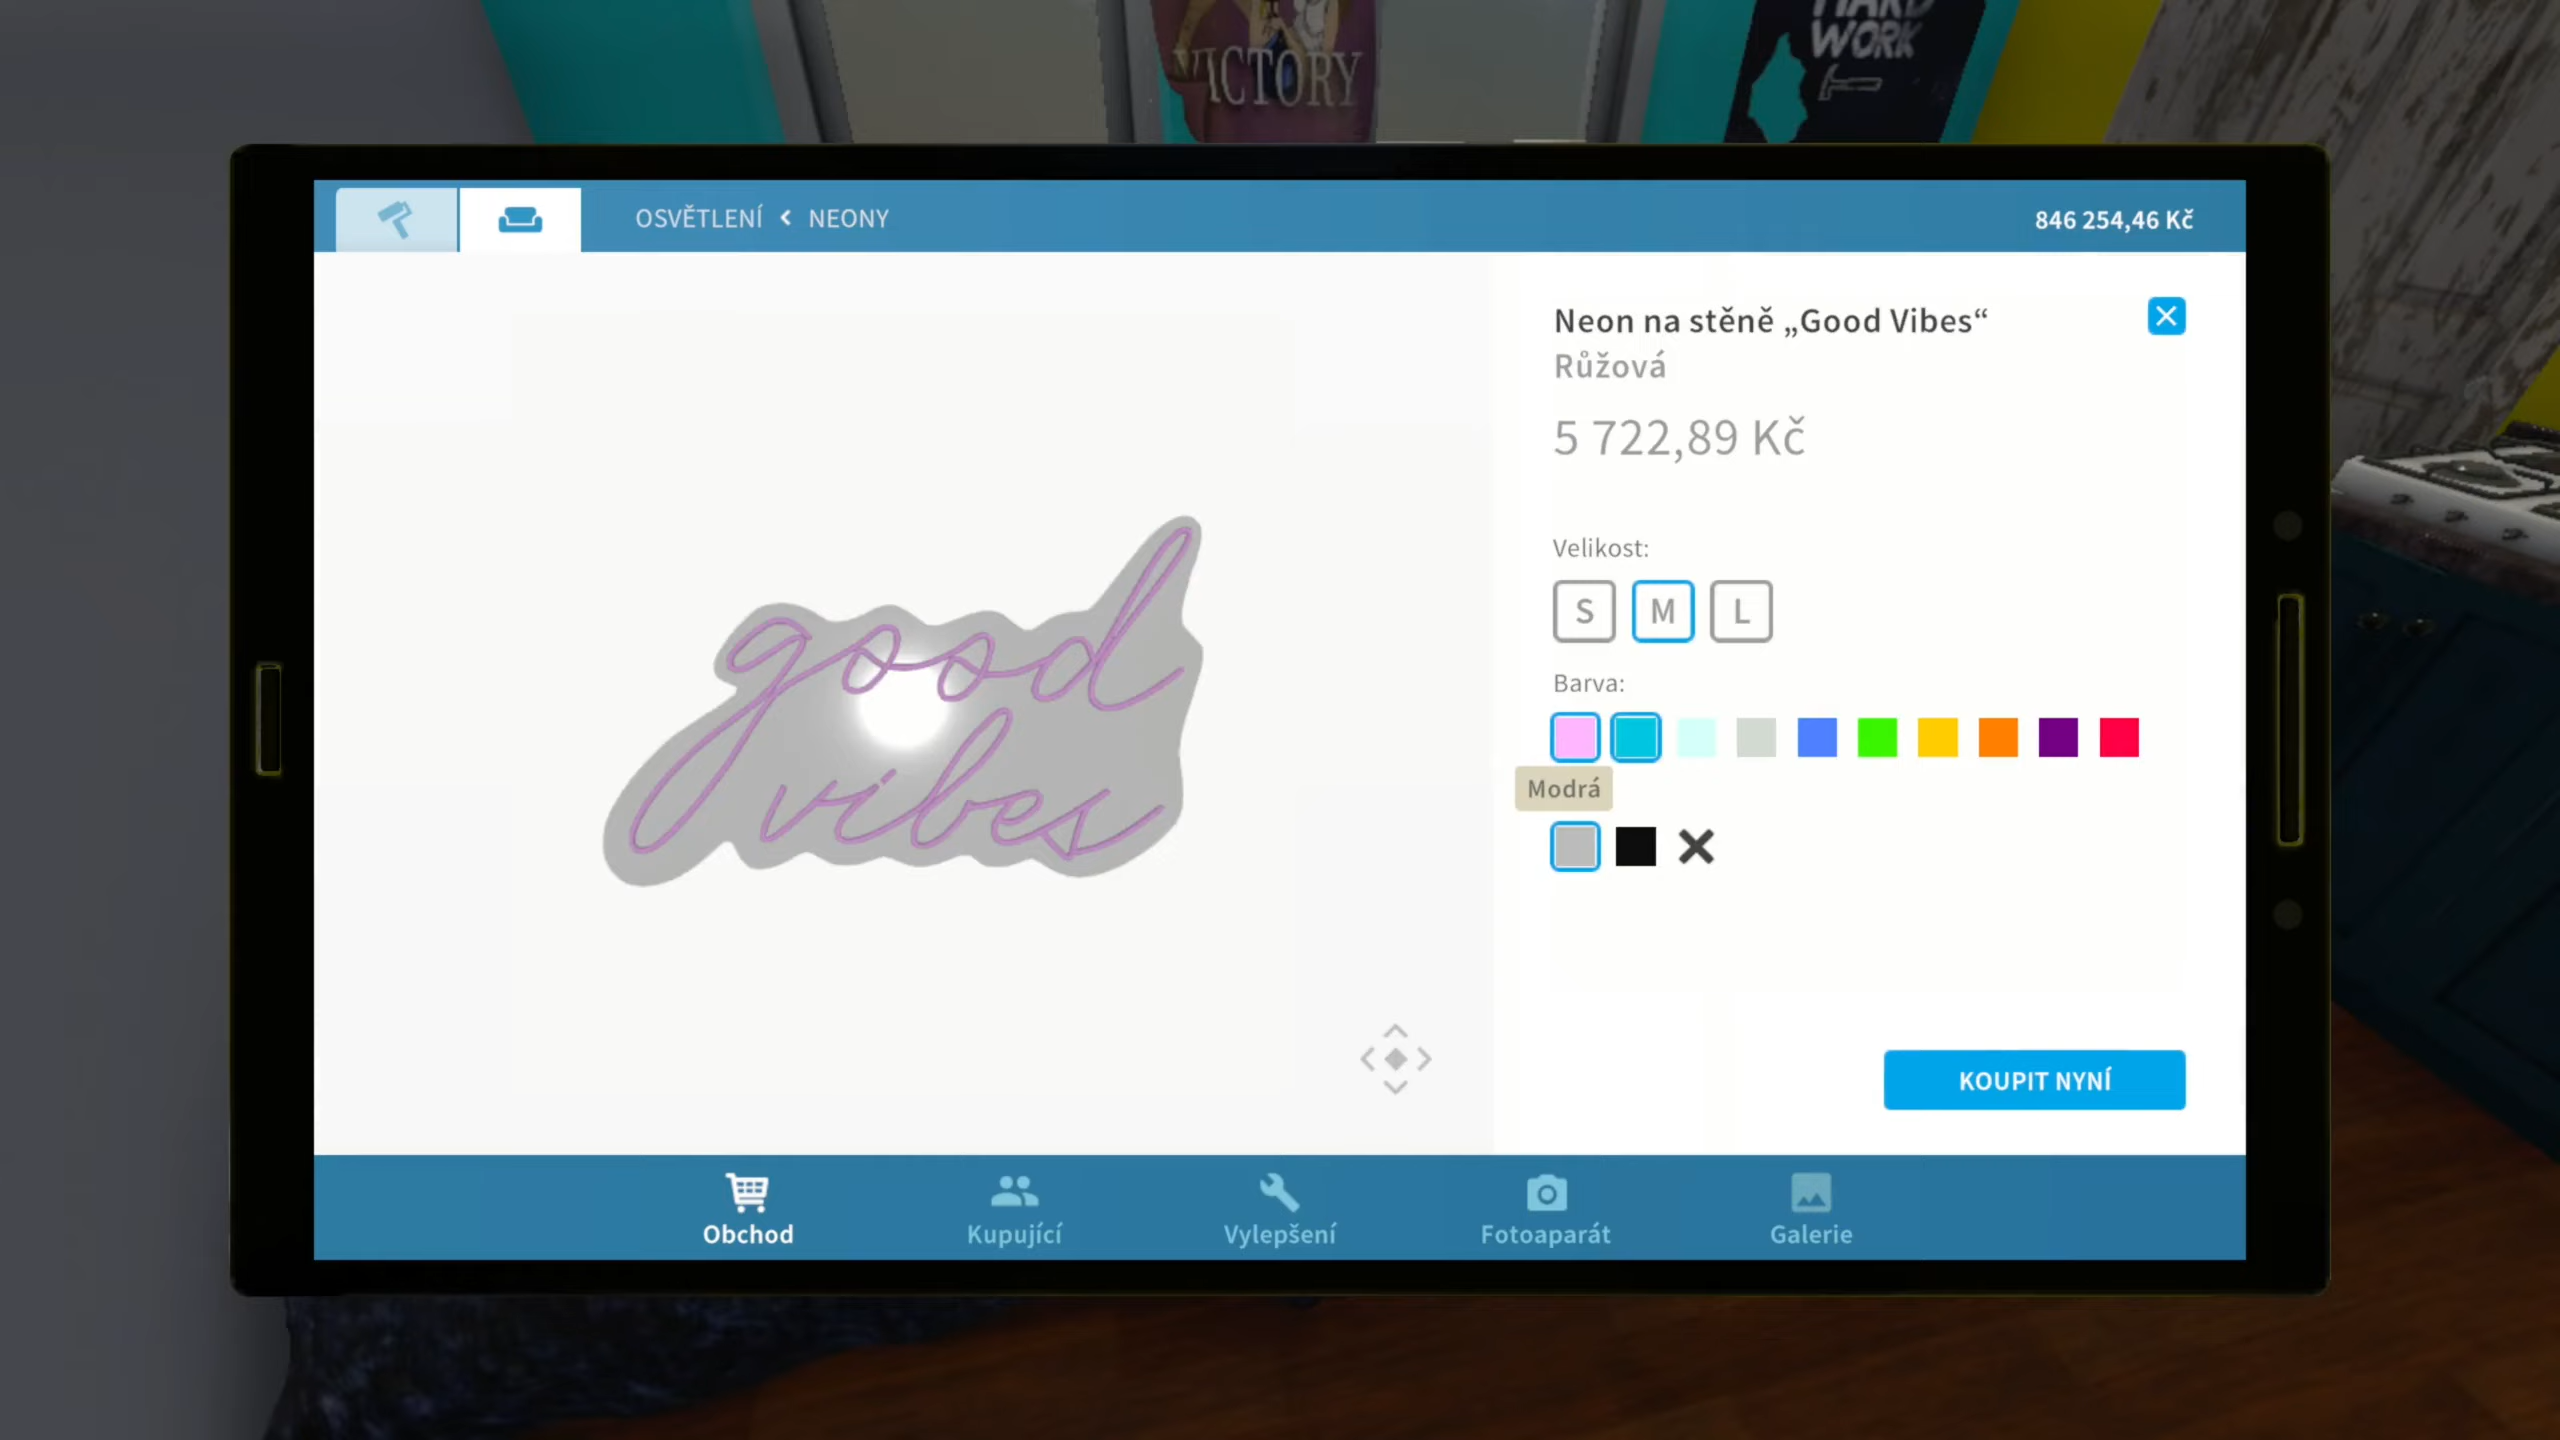 VICTORY
HARD
WORK
OSVĚTLENÍ < NEONY
846 254,46 Kč
Neon na stěně „Good Vibes“
Růžová
5 722,89 Kč
Velikost:
S M L
Barva:
Modrá
good
vibes
KOUPIT NYNÍ
Obchod Kupující Vylepšení Fotoaparát Galerie